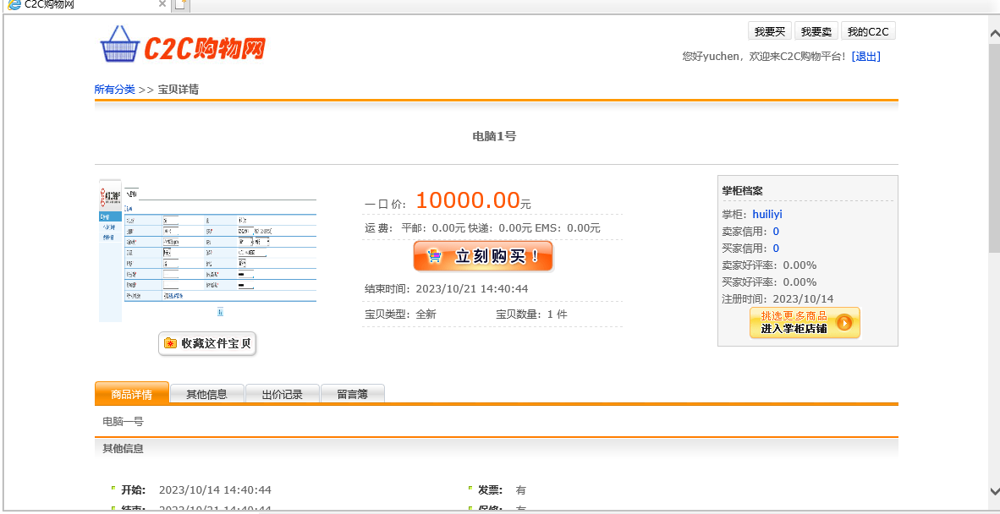 C2C购物网
C2C购物网
我要买 我要卖 我的C2C
您好yuchen，欢迎来C2C购物平台！[退出]
所有分类 >> 宝贝详情
电脑1号
一 口 价： 10000.00元
运 费： 平邮：0.00元 快递：0.00元 EMS：0.00元
立刻购买！
结束时间：2023/10/21 14:40:44
宝贝类型：全新 宝贝数量：1 件
收藏这件宝贝
掌柜档案
掌柜：huiliyi
卖家信用：0
买家信用：0
卖家好评率：0.00%
买家好评率：0.00%
注册时间：2023/10/14
挑选更多商品
进入掌柜店铺
商品详情 其他信息 出价记录 留言簿
电脑一号
其他信息
开始： 2023/10/14 14:40:44 发票： 有
结束： 2023/10/21 14:40:44 保修： 有